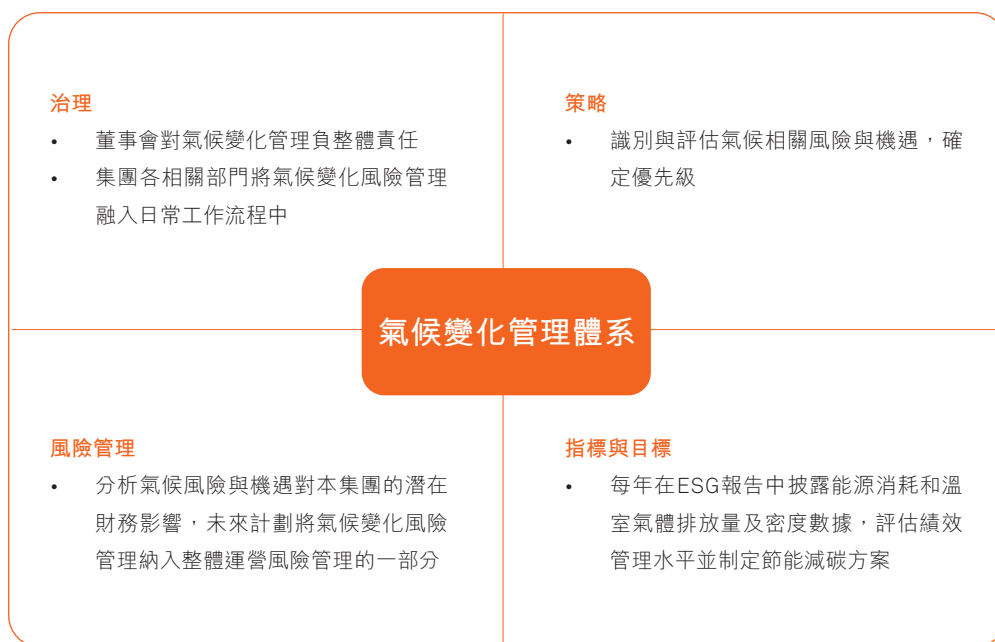 治理
• 董事會對氣候變化管理負整體責任
• 集團各相關部門將氣候變化風險管理
融入日常工作流程中
策略
• 識別與評估氣候相關風險與機遇，確
定優先級
氣候變化管理體系
風險管理
• 分析氣候風險與機遇對本集團的潛在
財務影響，未來計劃將氣候變化風險
管理納入整體運營風險管理的一部分
指標與目標
• 每年在ESG報告中披露能源消耗和溫
室氣體排放量及密度數據，評估績效
管理水平並制定節能減碳方案